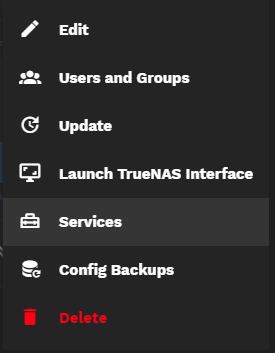 Edit
Users and Groups
Update
Launch TrueNAS Interface
Services
Config Backups
Delete